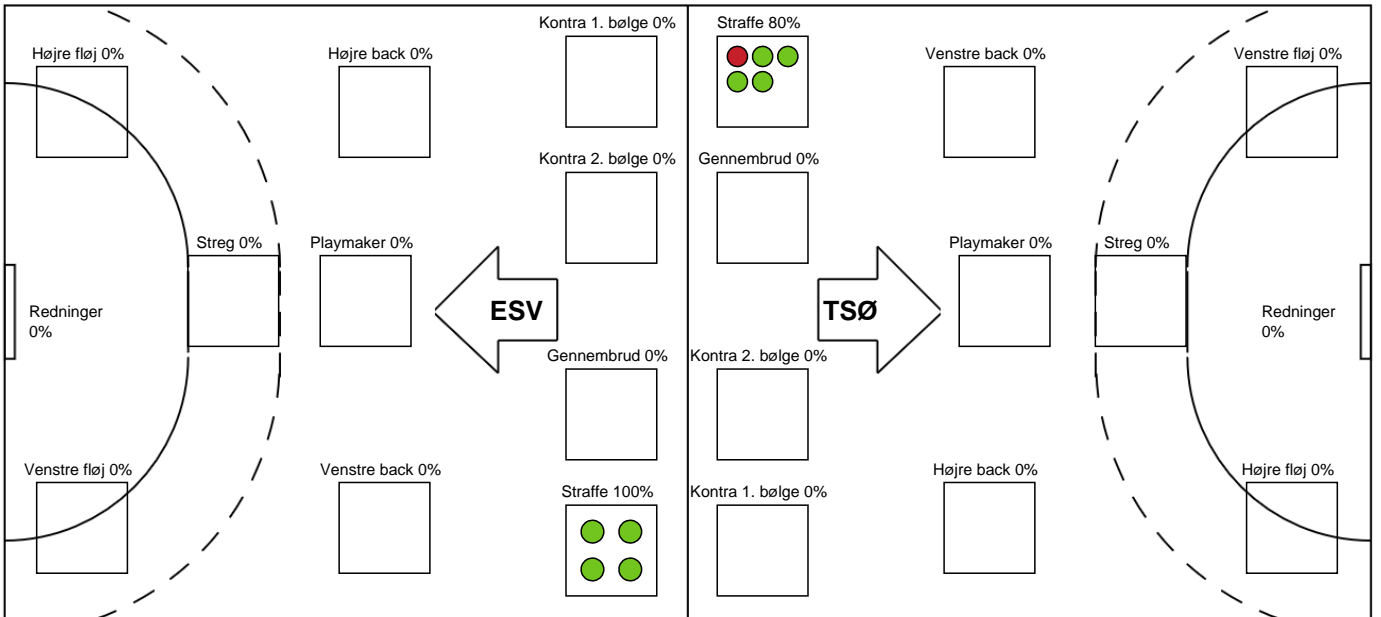 Kontra 1. bølge 0%
Straffe 80%
Højre fløj 0%
Højre back 0%
Venstre back 0%
Venstre fløj 0%
Kontra 2. bølge 0%
Gennembrud 0%
Streg 0%
Playmaker 0%
Playmaker 0%
Streg 0%
ESV
TSØ
Redninger
0%
Redninger
0%
Gennembrud 0%
Kontra 2. bølge 0%
Venstre fløj 0%
Venstre back 0%
Højre back 0%
Højre fløj 0%
Straffe 100%
Kontra 1. bølge 0%